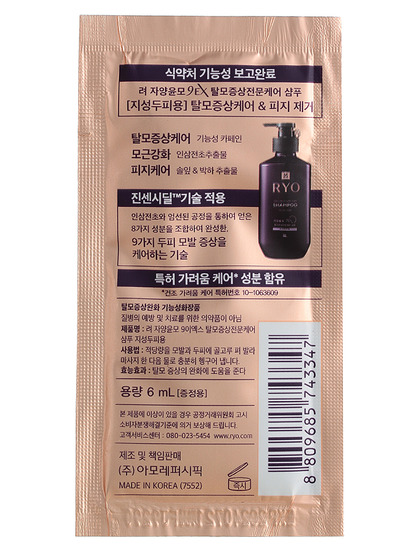 식약처 기능성 보고완료
려 자양윤모 9EX 탈모증상전문케어 샴푸
[지성두피용] 탈모증상케어 & 피지 제거
탈모증상케어 기능성 카페인
모근강화 인삼전초추출물
피지케어 솔잎 & 박하 추출물
RYO
SHAMPOO
진센시딜™기술 적용
인삼전초와 임선원 공정을 통하여 얻은
8가지 성분을 조합하여 완성한,
9가지 두피 모발 증상을
케어하는 기술
특허 가려움 케어* 성분 함유
*건조 가려움 케어 특허번호 10-1063609
탈모증상완화 기능성화장품
질병의 예방 및 치료를 위한 의약품이 아님
제품명 : 려 자양윤모 9이엑스 탈모증상전문케어
샴푸 지성두피용
사용법 : 적당량을 모발과 두피에 골고루 펴 발라
마사지 한 다음 물로 충분히 헹구어 냅니다.
효능효과 : 탈모 증상의 완화에 도움을 준다
용량 6 mL [증정용]
본 제품에 이상이 있을 경우 공정거래위원회 고시
소비자분쟁해결기준에 의거 보상해 드립니다.
고객서비스센터 : 080-023-5454 www.ryo.com
제조 및 책임판매
(주) 아모레퍼시픽
MADE IN KOREA (7552)
즉시
8 809685 743347